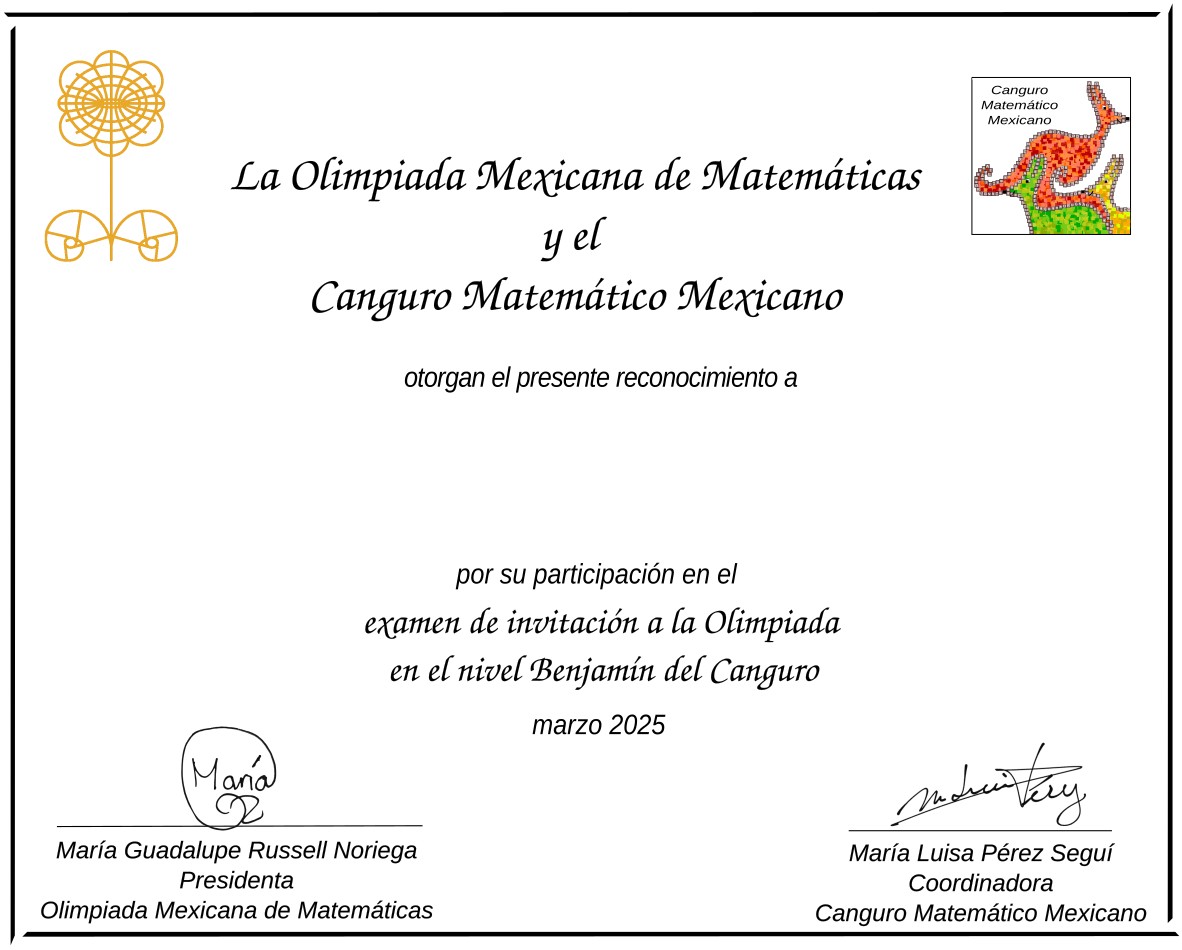 Canguro
Matemático
Mexicano
La Olimpiada Mexicana de Matemáticas
y el
Canguro Matemático Mexicano
otorgan el presente reconocimiento a
por su participación en el
examen de invitación a la Olimpiada
en el nivel Benjamín del Canguro
marzo 2025
María
María Guadalupe Russell Noriega
Presidenta
Olimpiada Mexicana de Matemáticas
María Luisa Pérez Seguí
Coordinadora
Canguro Matemático Mexicano